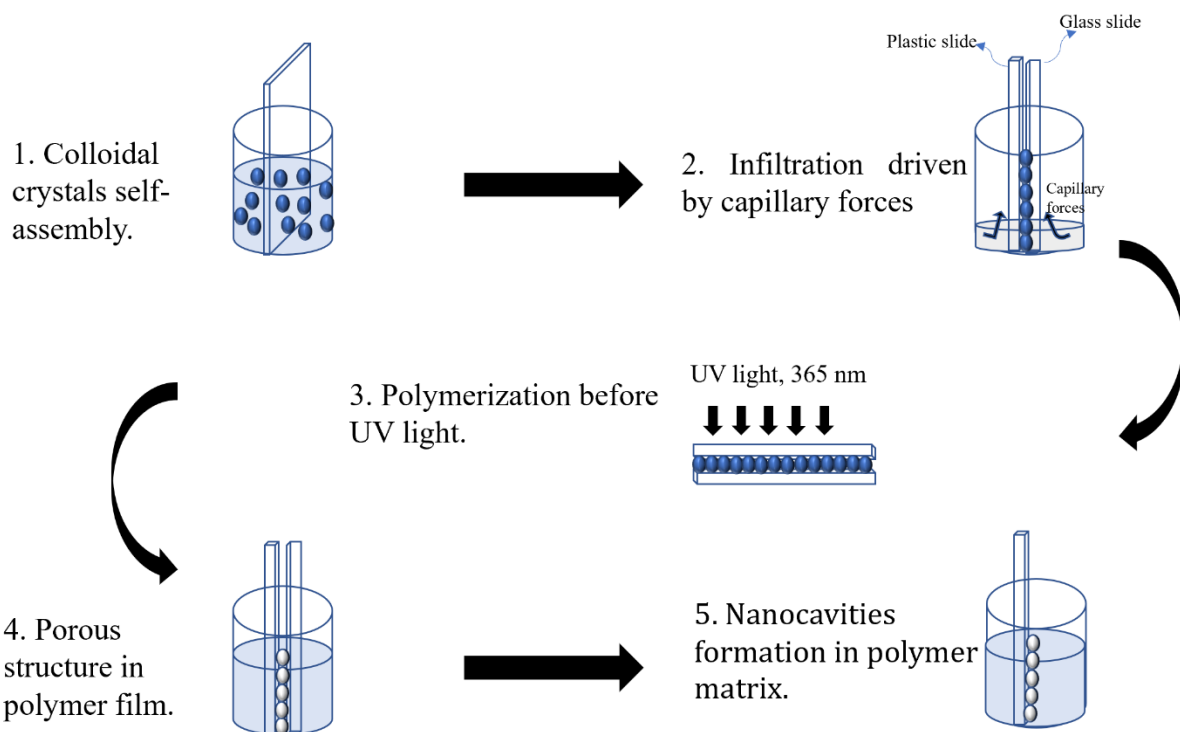 1. Colloidal
crystals self-
assembly.
Plastic slide
Glass slide
2. Infiltration driven
by capillary forces
Capillary
forces
3. Polymerization before
UV light.
UV light, 365 nm
4. Porous
structure in
polymer film.
5. Nanocavities
formation in polymer
matrix.